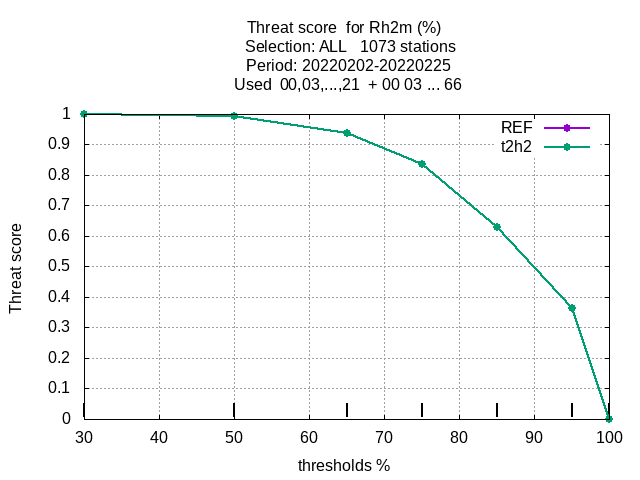 Threat score  for Rh2m (%)
Selection: ALL   1073 stations
Period: 20220202-20220225
Used  00,03,...,21  + 00 03 ... 66
REF
t2h2
1
0.9
0.8
0.7
0.6
0.5
0.4
0.3
0.2
0.1
0
Threat score
30 40 50 60 70 80 90 100
thresholds %